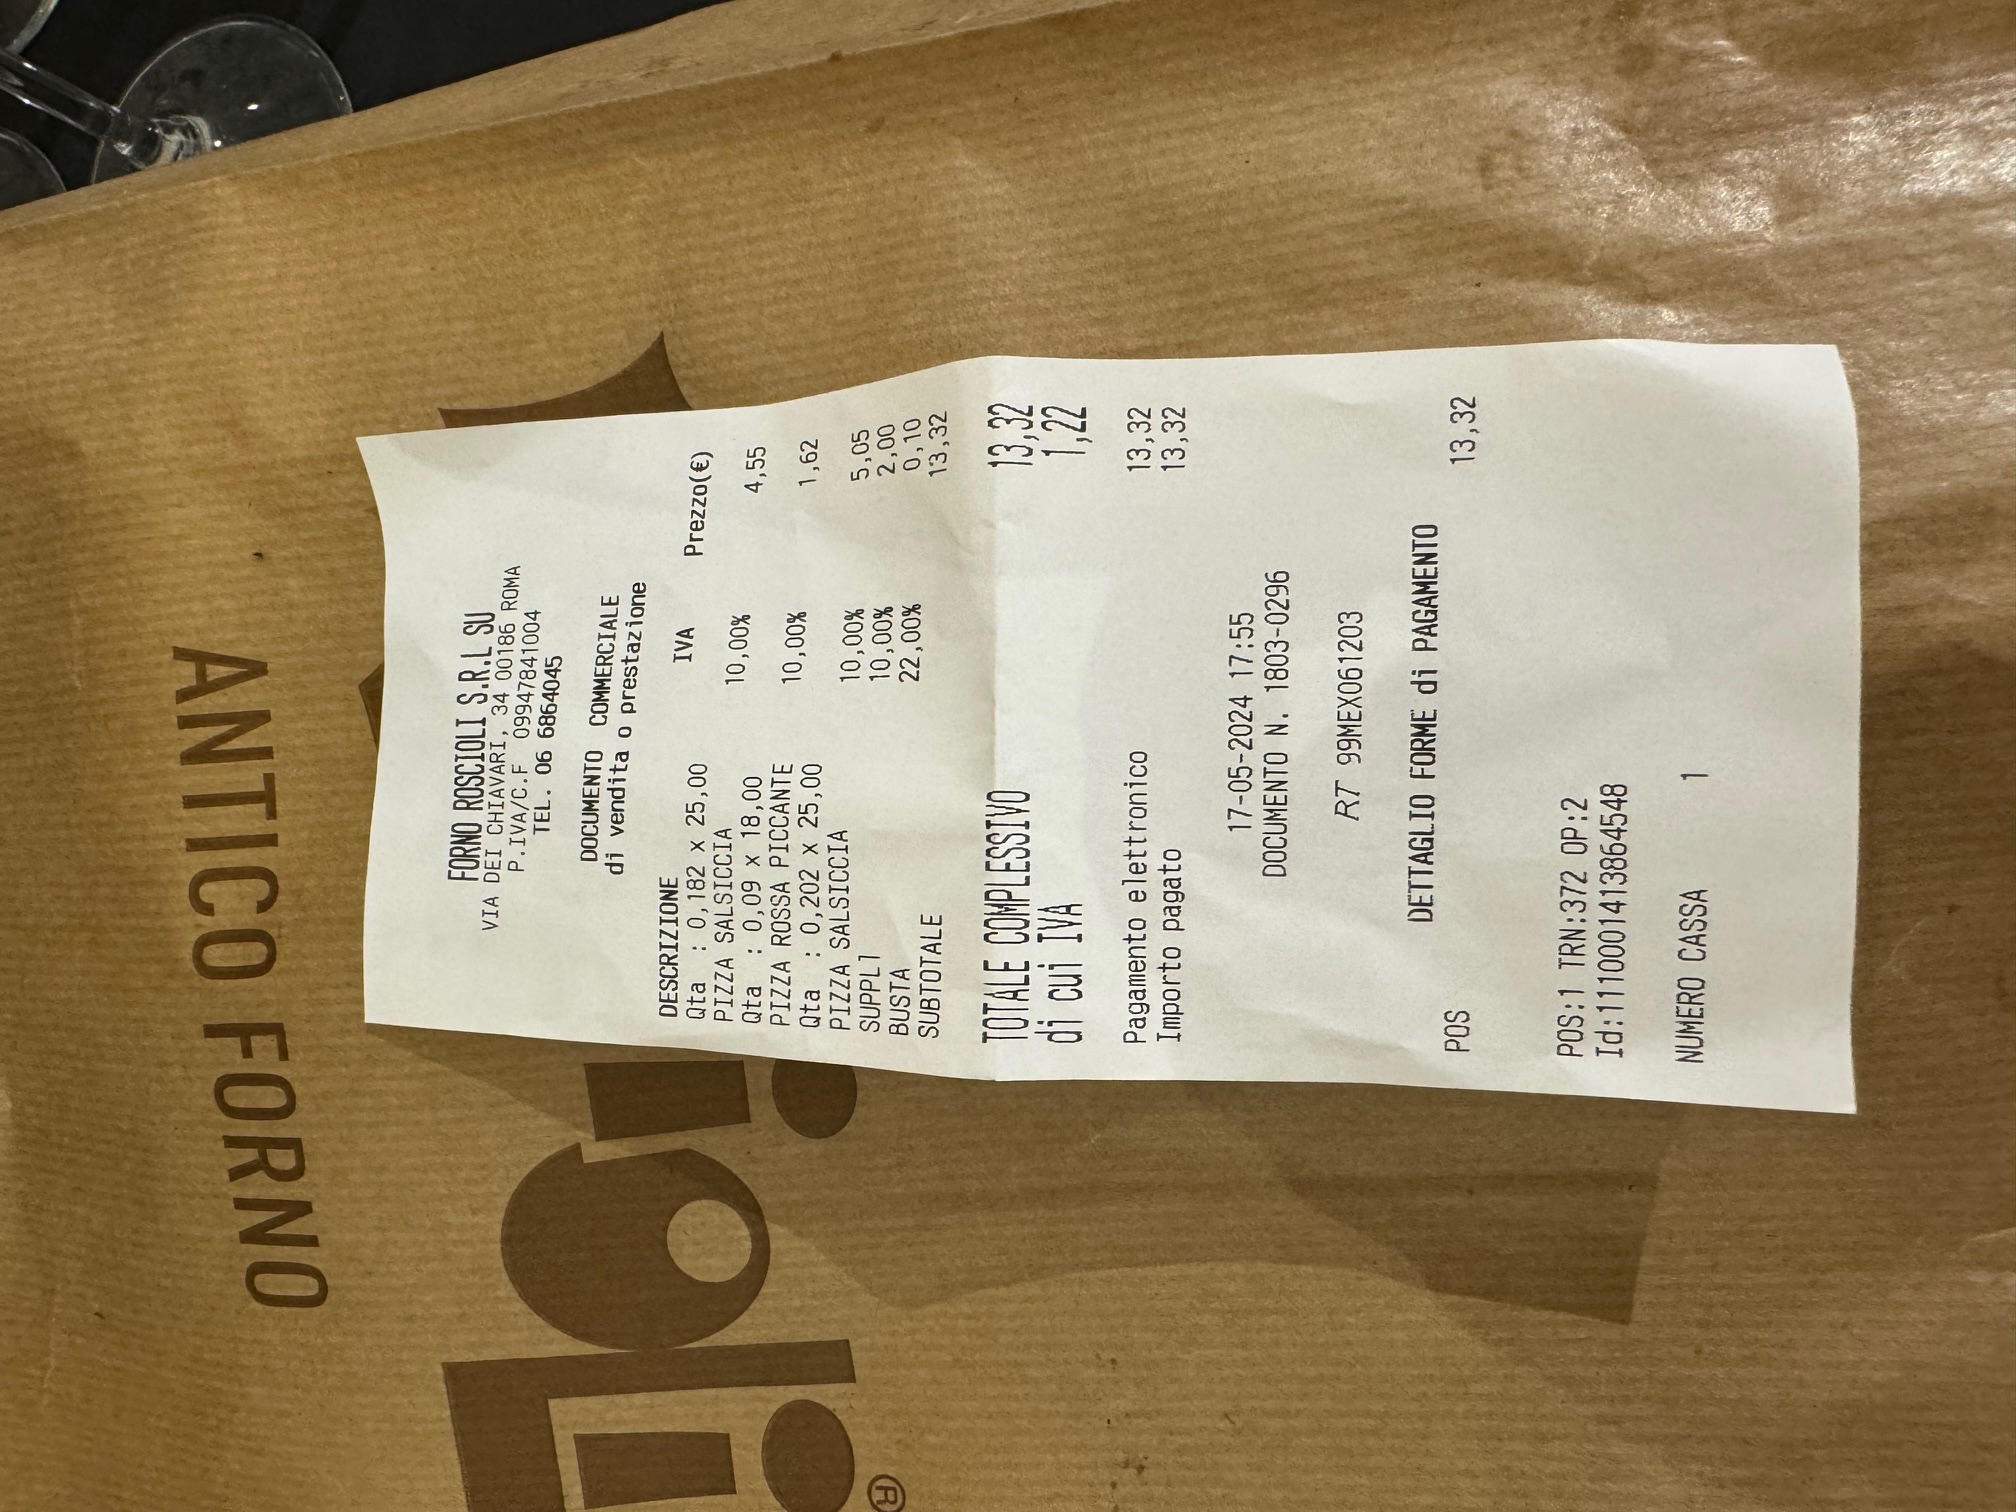 ANTICO FORNO
ioli®
FORNO ROSCIOLI S.R.L SU
VIA DEI CHIAVARI, 34 00186 ROMA
P.IVA/C.F 09947841004
TEL. 06 6864045
DOCUMENTO COMMERCIALE
di vendita o prestazione
DESCRIZIONE IVA Prezzo(€)
Qta : 0,182 x 25,00
PIZZA SALSICCIA 10,00% 4,55
Qta : 0,09 x 18,00
PIZZA ROSSA PICCANTE 10,00% 1,62
Qta : 0,202 x 25,00
PIZZA SALSICCIA 10,00% 5,05
SUPPLI 10,00% 2,00
BUSTA 22,00% 0,10
SUBTOTALE 13,32
TOTALE COMPLESSIVO 13,32
di cui IVA 1,22
Pagamento elettronico 13,32
Importo pagato 13,32
17-05-2024 17:55
DOCUMENTO N. 1803-0296
RT 99MEX061203
DETTAGLIO FORME di PAGAMENTO
POS 13,32
POS:1 TRN:372 OP:2
Id:1110001413864548
NUMERO CASSA 1